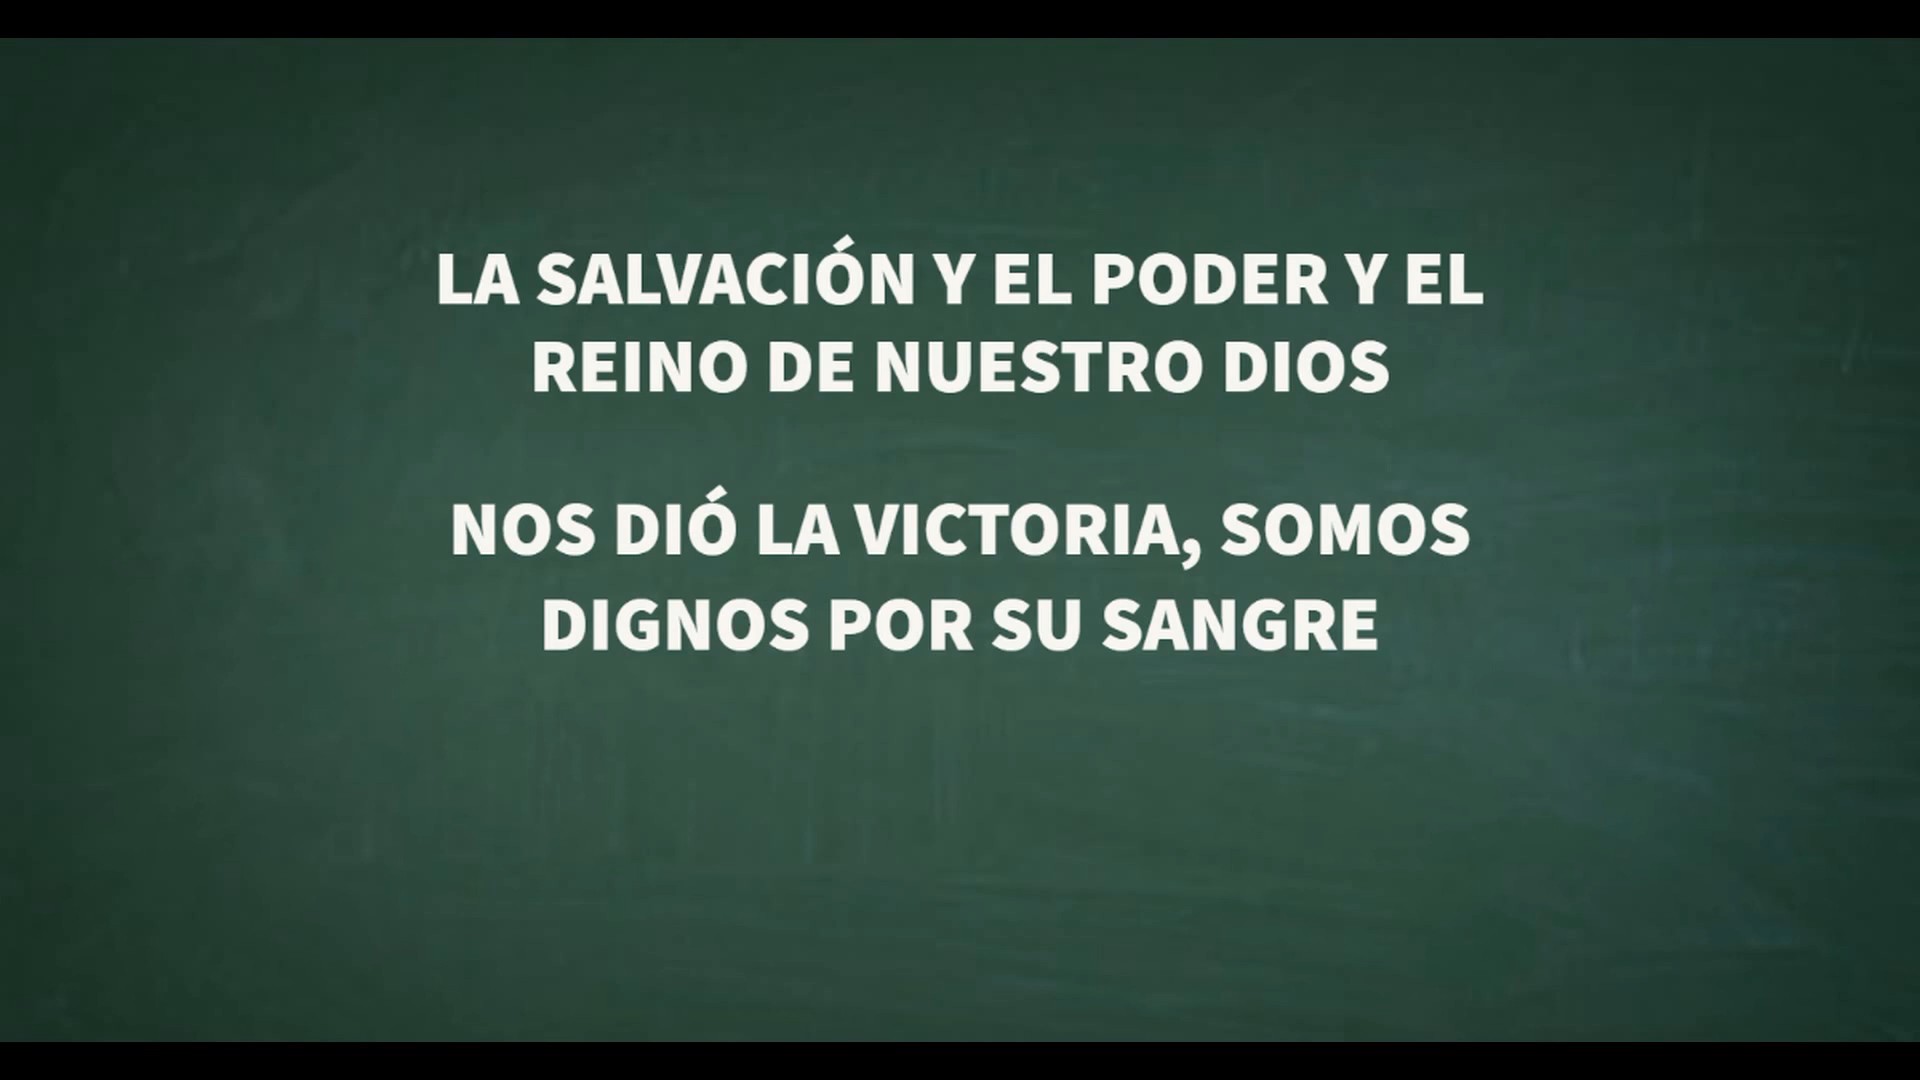 LA SALVACIÓN Y EL PODER Y EL
REINO DE NUESTRO DIOS
NOS DIÓ LA VICTORIA, SOMOS
DIGNOS POR SU SANGRE